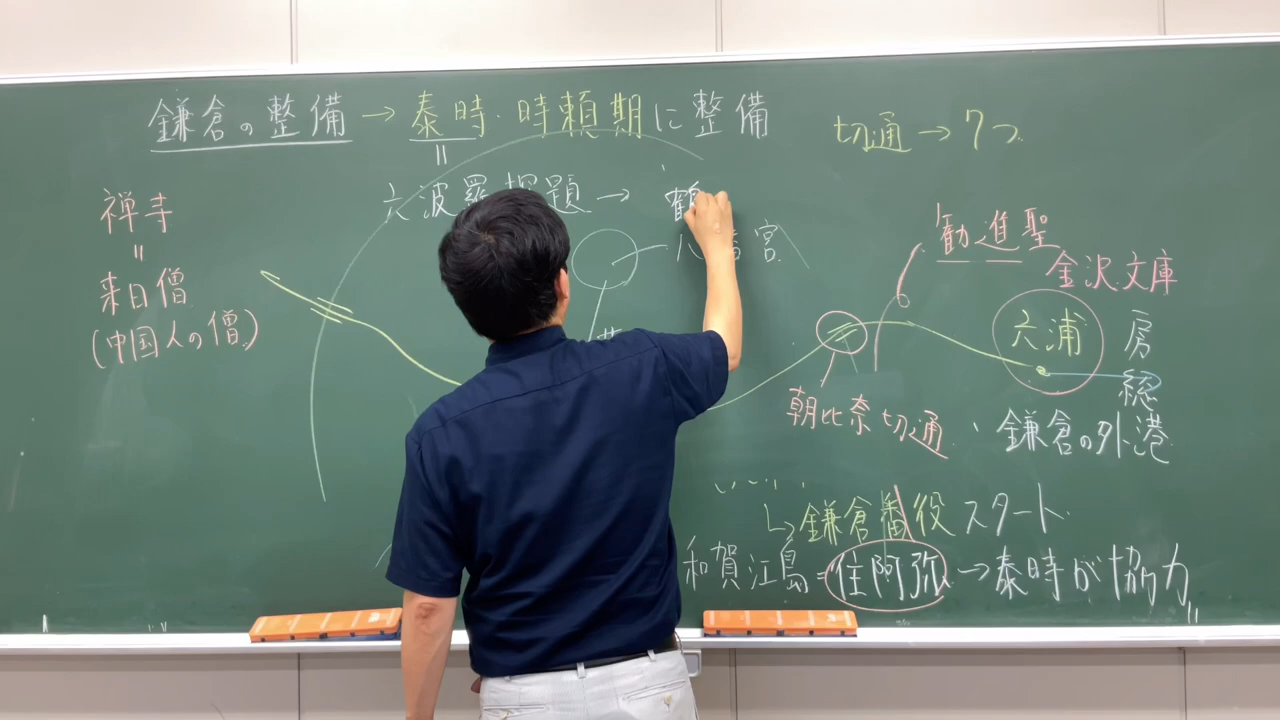 鎌倉の整備→泰時・時頼期に整備
切通→7つ
＝
六波羅探題→
鶴
八幡宮
禅寺
＝
来日僧
(中国人の僧)
勧進聖
金沢文庫
六浦
房
総
朝比奈切通
、鎌倉の外港
↳鎌倉番役スタート
和賀江島=往阿弥→泰時が協力